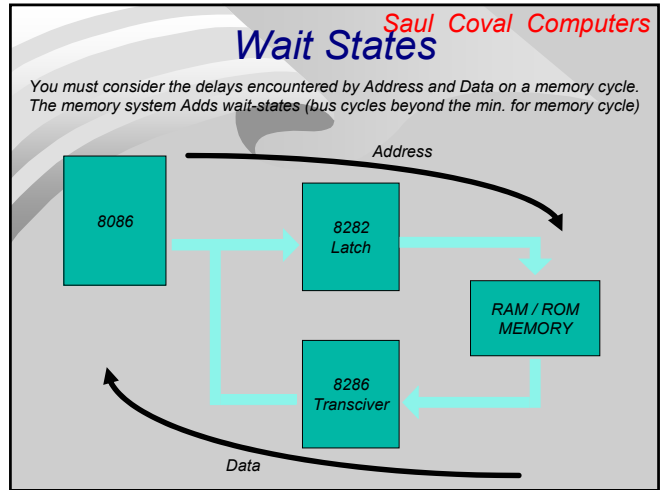 Saul Coval Computers
Wait States
You must consider the delays encountered by Address and Data on a memory cycle.
The memory system Adds wait-states (bus cycles beyond the min. for memory cycle)
Address
8086
8282
Latch
RAM / ROM
MEMORY
8286
Transciver
Data